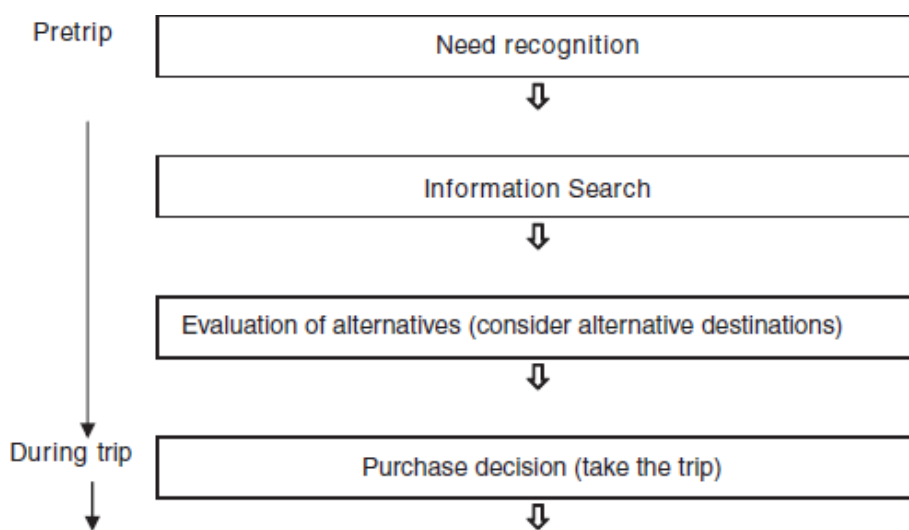 Pretrip
Need recognition
Information Search
Evaluation of alternatives (consider alternative destinations)
During trip
Purchase decision (take the trip)